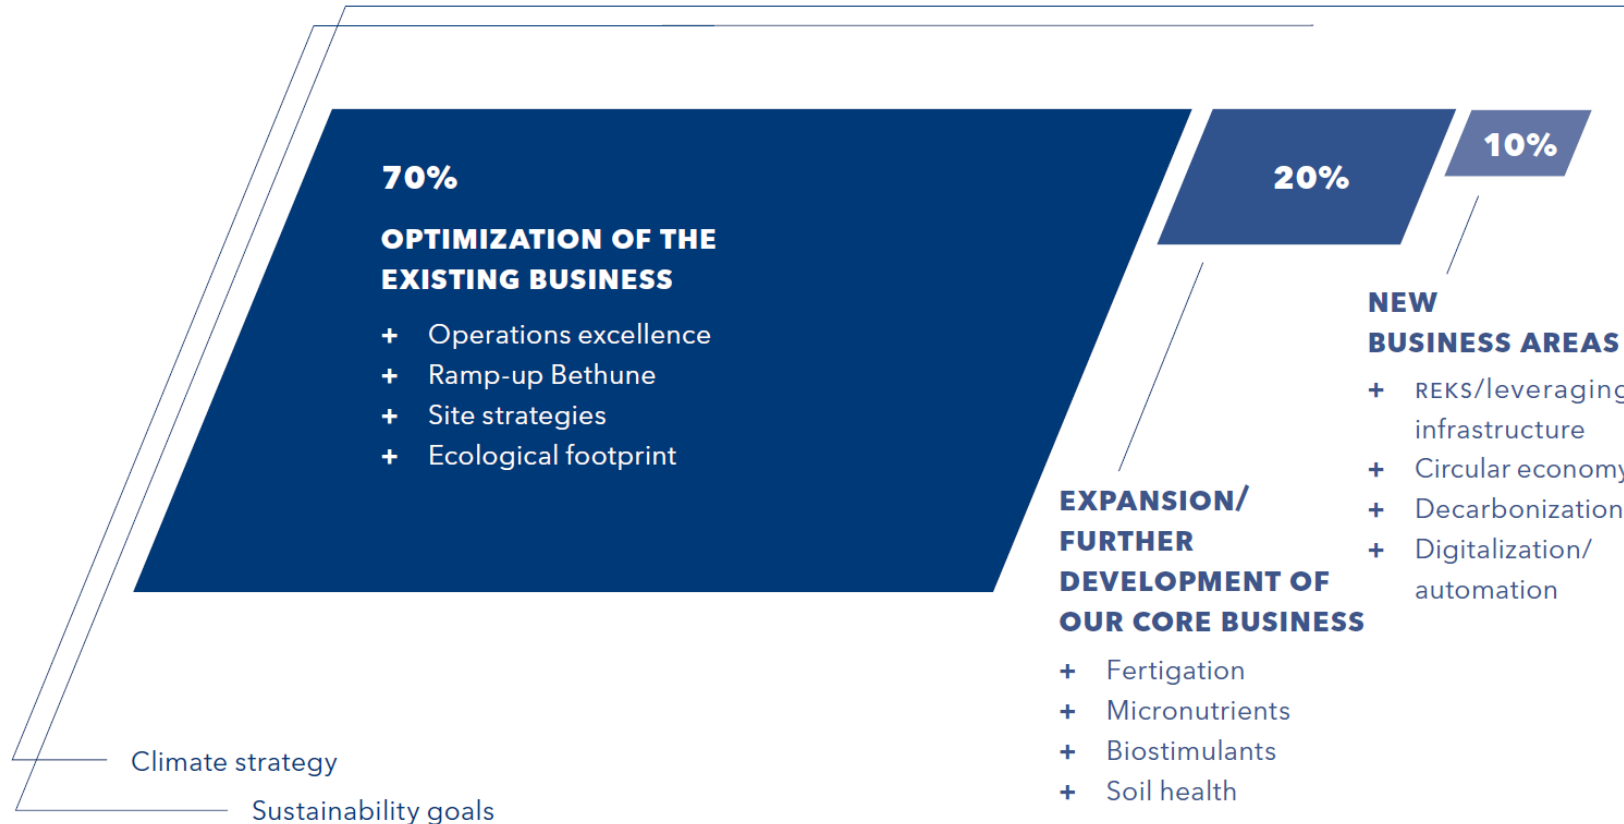 70%
OPTIMIZATION OF THE
EXISTING BUSINESS
+ Operations excellence
+ Ramp-up Bethune
+ Site strategies
+ Ecological footprint
20%
EXPANSION/
FURTHER
DEVELOPMENT OF
OUR CORE BUSINESS
+ Fertigation
+ Micronutrients
+ Biostimulants
+ Soil health
10%
NEW
BUSINESS AREAS
+ REKS/leveraging
infrastructure
+ Circular economy
+ Decarbonization
+ Digitalization/
automation
Climate strategy
Sustainability goals